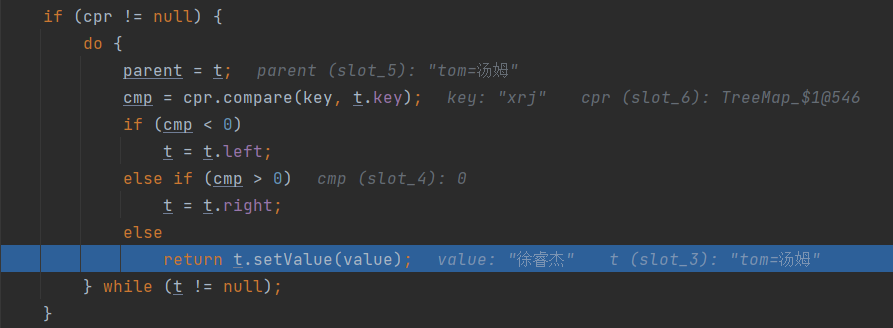 if (cpr != null) {
do {
parent = t; parent (slot_5): "tom=汤姆"
cmp = cpr.compare(key, t.key); key: "xrj" cpr (slot_6): TreeMap_$1@546
if (cmp < 0)
t = t.left;
else if (cmp > 0) cmp (slot_4): 0
t = t.right;
else
return t.setValue(value); value: "徐睿杰" t (slot_3): "tom=汤姆"
} while (t != null);
}